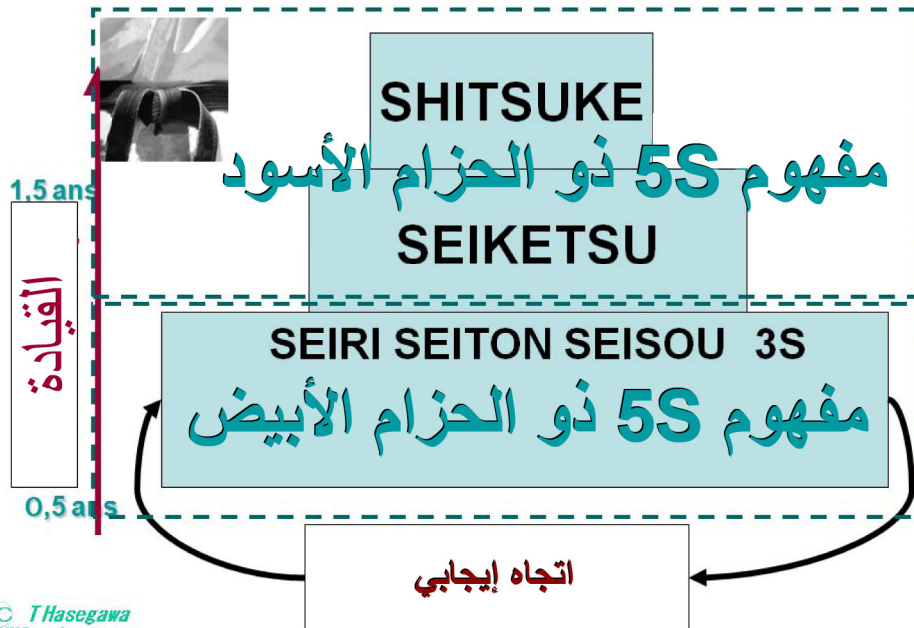 SHITSUKE
مفهوم 5S ذو الحزام الأسود
1,5 ans
SEIKETSU
القيادة
SEIRI SEITON SEISOU 3S
مفهوم 5S ذو الحزام الأبيض
0,5 ans
اتجاه إيجابي
© THasegawa